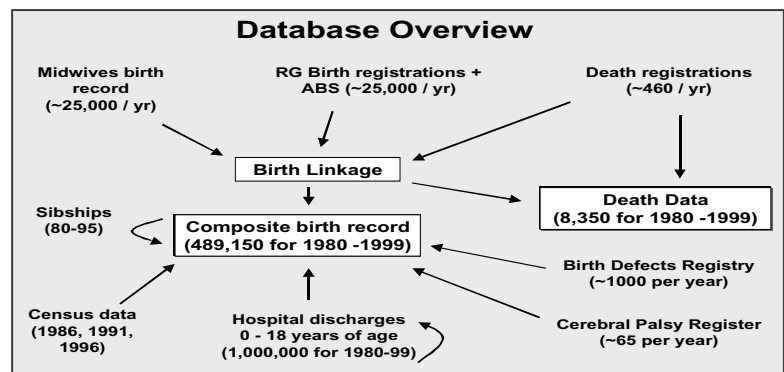 Database Overview
Midwives birth
record
(~25,000 / yr)
RG Birth registrations +
ABS (~25,000 / yr)
Death registrations
(~460 / yr)
Birth Linkage
Death Data
(8,350 for 1980 -1999)
Sibships
(80-95)
Composite birth record
(489,150 for 1980 -1999)
Birth Defects Registry
(~1000 per year)
Census data
(1986, 1991,
1996)
Hospital discharges
0 - 18 years of age
(1,000,000 for 1980-99)
Cerebral Palsy Register
(~65 per year)